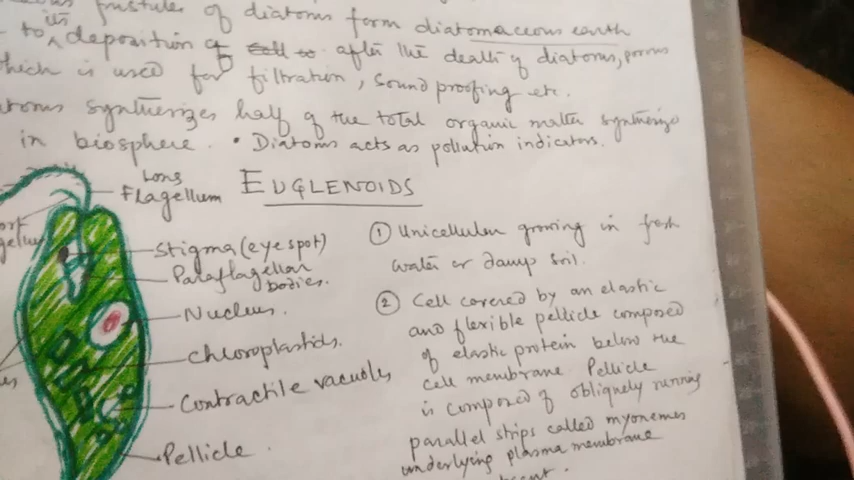 its frustules of diatoms form diatomaceous earth
to deposition of after the death of diatoms, porous
which is used for filtration, sound proofing etc.
synthesizes half of the total organic matter synthesize
in biosphere. • Diatoms acts as pollution indicators.
Long
Flagellum
EUGLENOIDS
Stigma (eye spot)
Paraflagellar
bodies.
Nucleus.
Chloroplastids.
Contractile vacuoles
Pellicle.
① Unicellular growing in fresh
water or damp soil.
② Cell covered by an elastic
and flexible pellicle composed
of elastic protein below the
cell membrane. Pellicle
is composed of obliquely running
parallel strips called myonemes
underlying plasma membrane